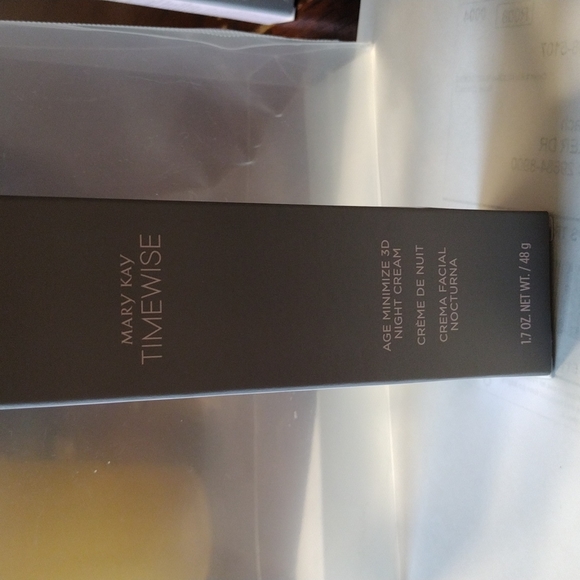 MARY KAY
TIMEWISE
AGE MINIMIZE 3D
NIGHT CREAM
CRÈME DE NUIT
CREMA FACIAL
NOCTURNA
1.7 OZ. NET WT. / 48 g